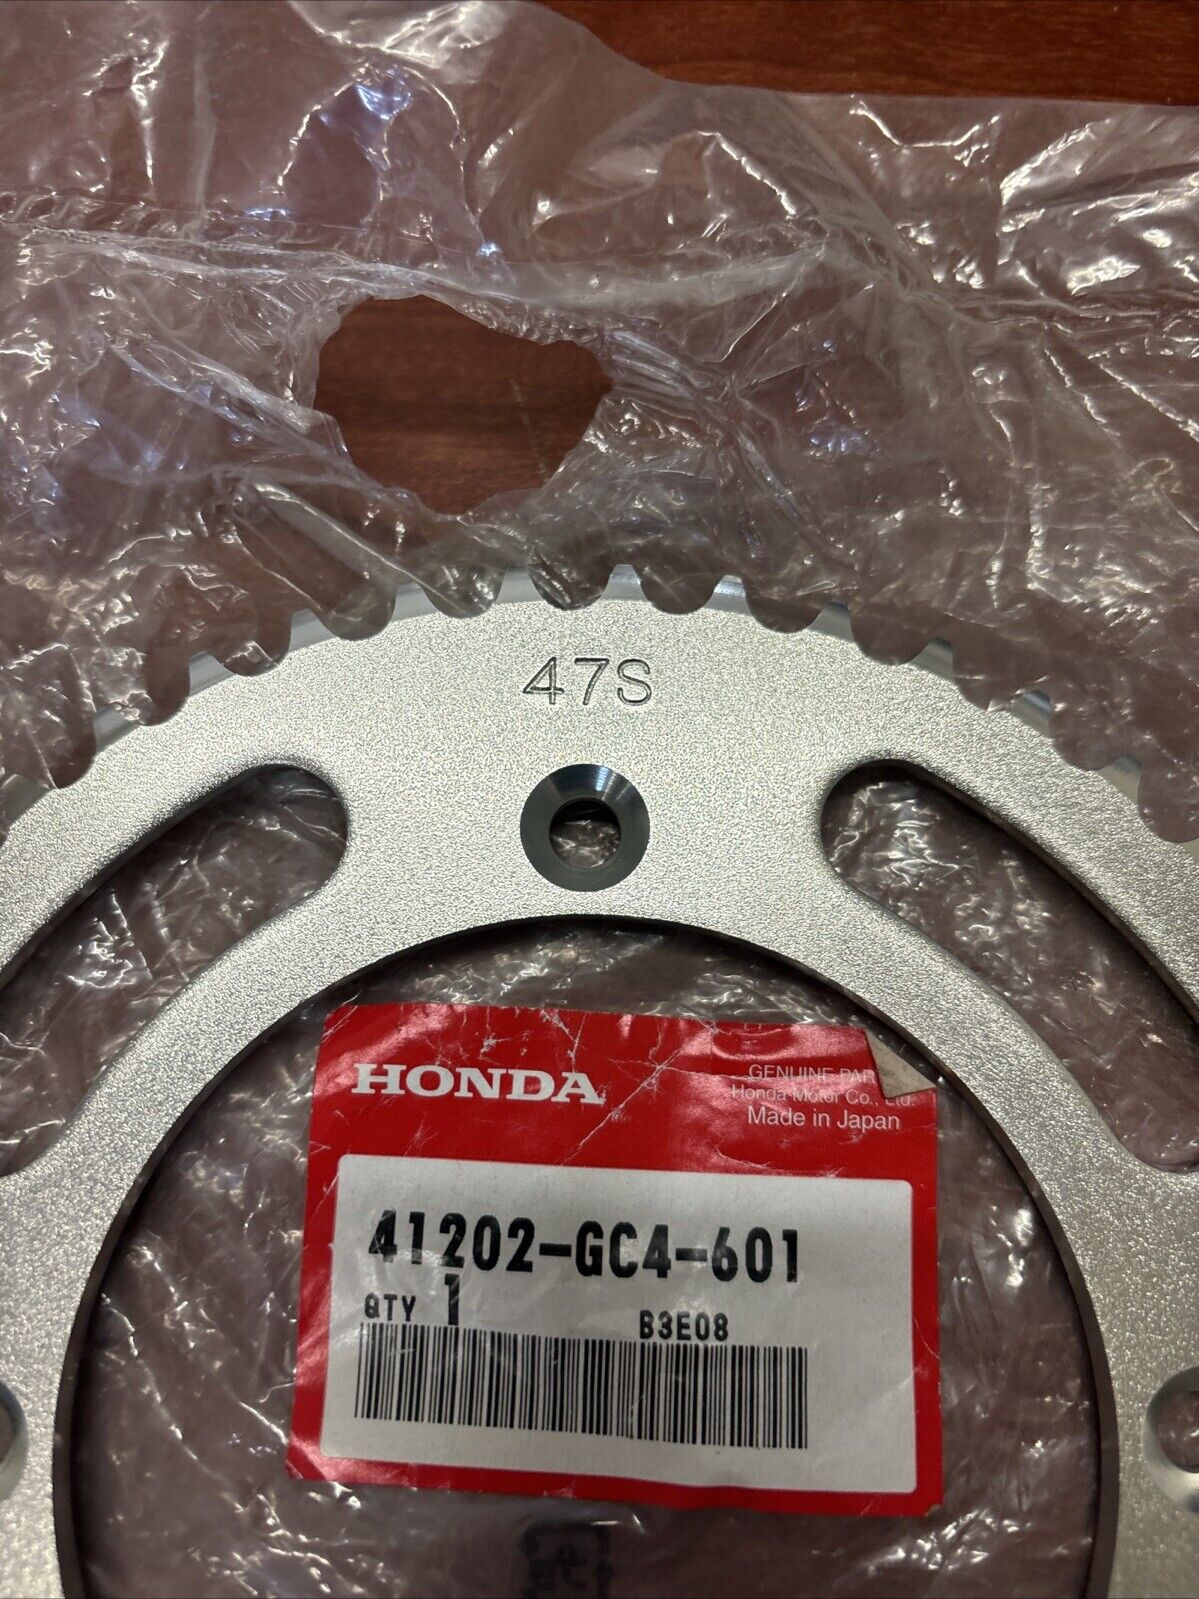 47S
HONDA
GENUINE PAR
Honda Motor Co., Ltd.
Made in Japan
41202-GC4-601
QTY 1 B3E08